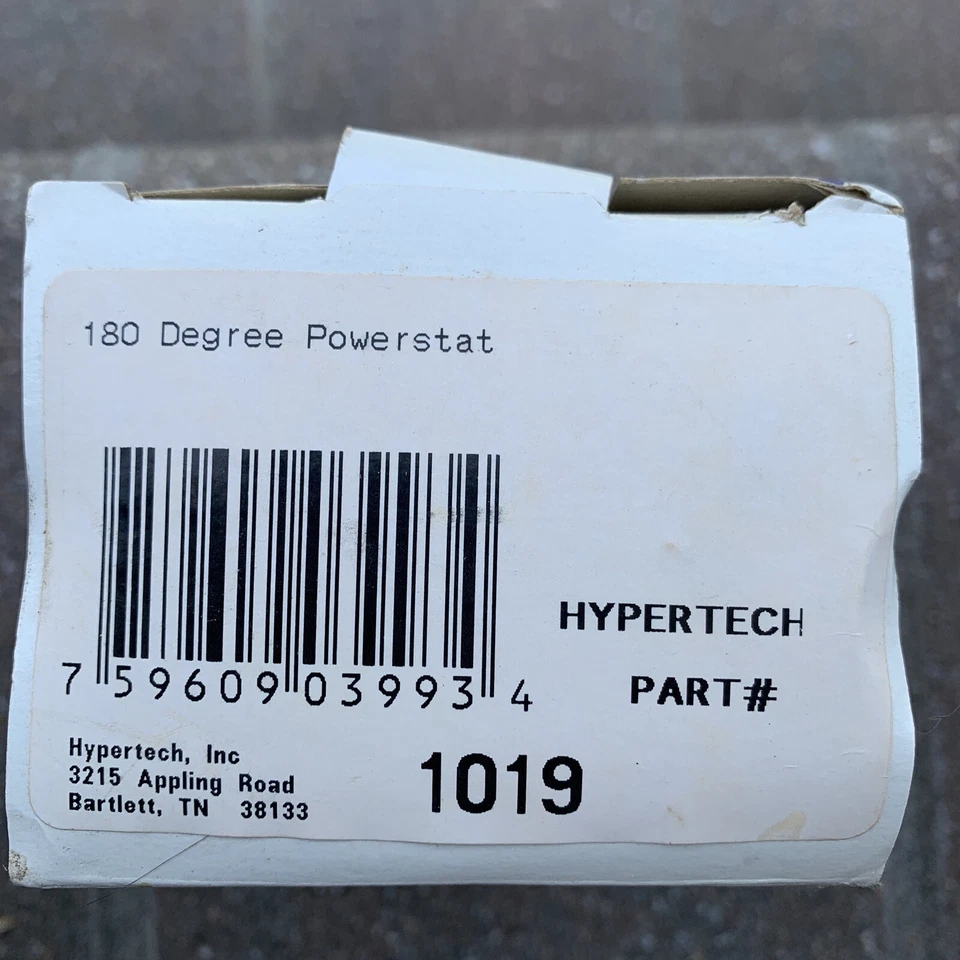 180 Degree Powerstat
7 59609 03993 4
HYPERTECH
PART#
Hypertech, Inc
3215 Appling Road
Bartlett, TN 38133
1019